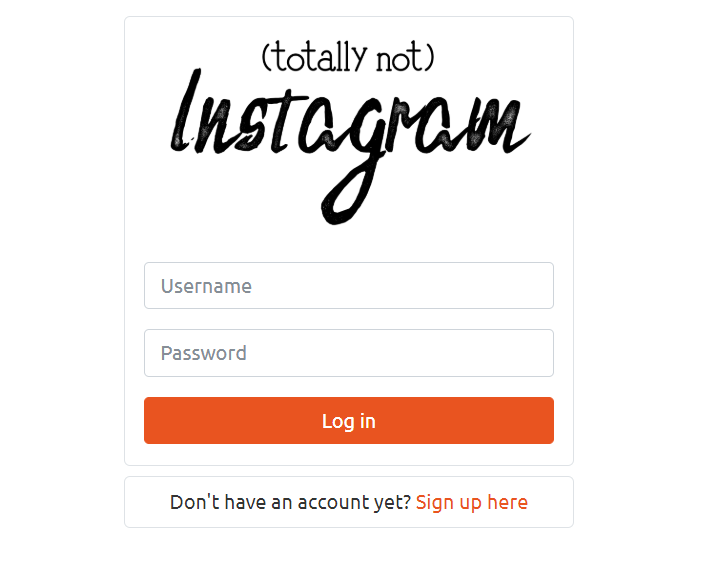 (totally not)
Instagram
Username
Password
Log in
Don't have an account yet? Sign up here